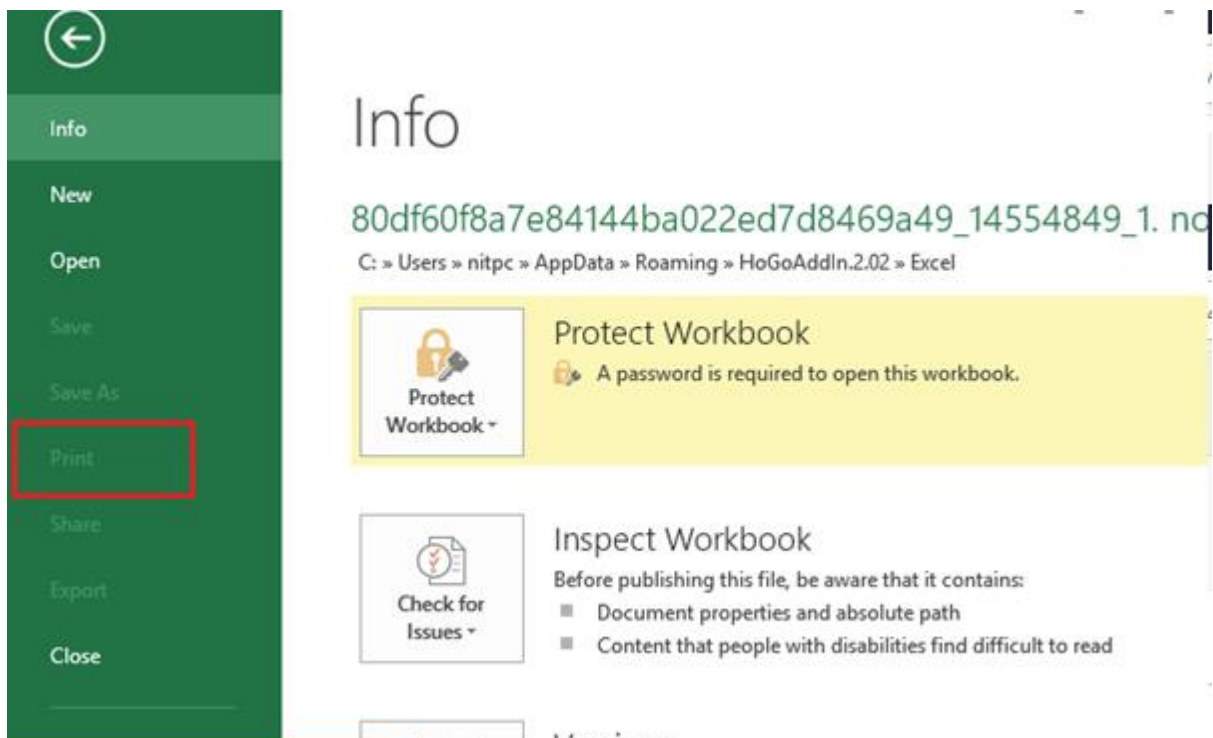 Info
Info
New
80df60f8a7e84144ba022ed7d8469a49_14554849_1. no
Open
C: » Users » nitpc » AppData » Roaming » HoGoAddIn.2.02 » Excel
Save
Protect Workbook
A password is required to open this workbook.
Save As
Protect
Workbook
Print
Share
Inspect Workbook
Before publishing this file, be aware that it contains:
Export
Check for
Issues
Document properties and absolute path
Content that people with disabilities find difficult to read
Close